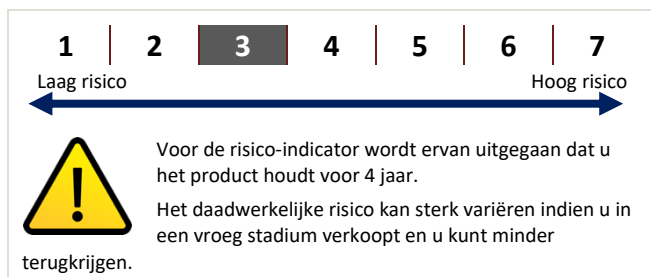 1 2 3 4 5 6 7
Laag risico Hoog risico
Voor de risico-indicator wordt ervan uitgegaan dat u
het product houdt voor 4 jaar.
Het daadwerkelijke risico kan sterk variëren indien u in
een vroeg stadium verkoopt en u kunt minder
terugkrijgen.